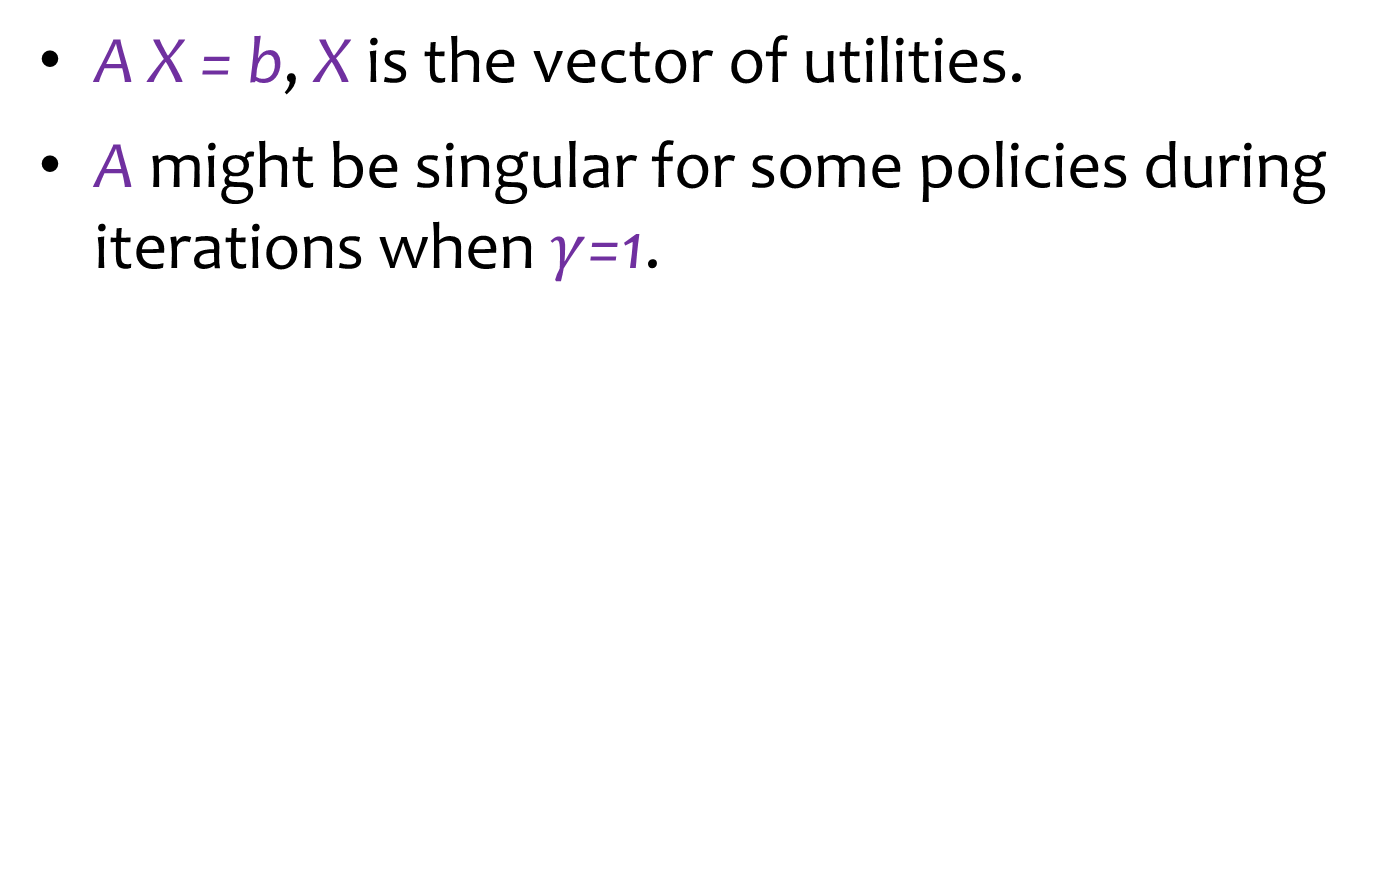 • A X = b, X is the vector of utilities.
• A might be singular for some policies during
iterations when γ=1.